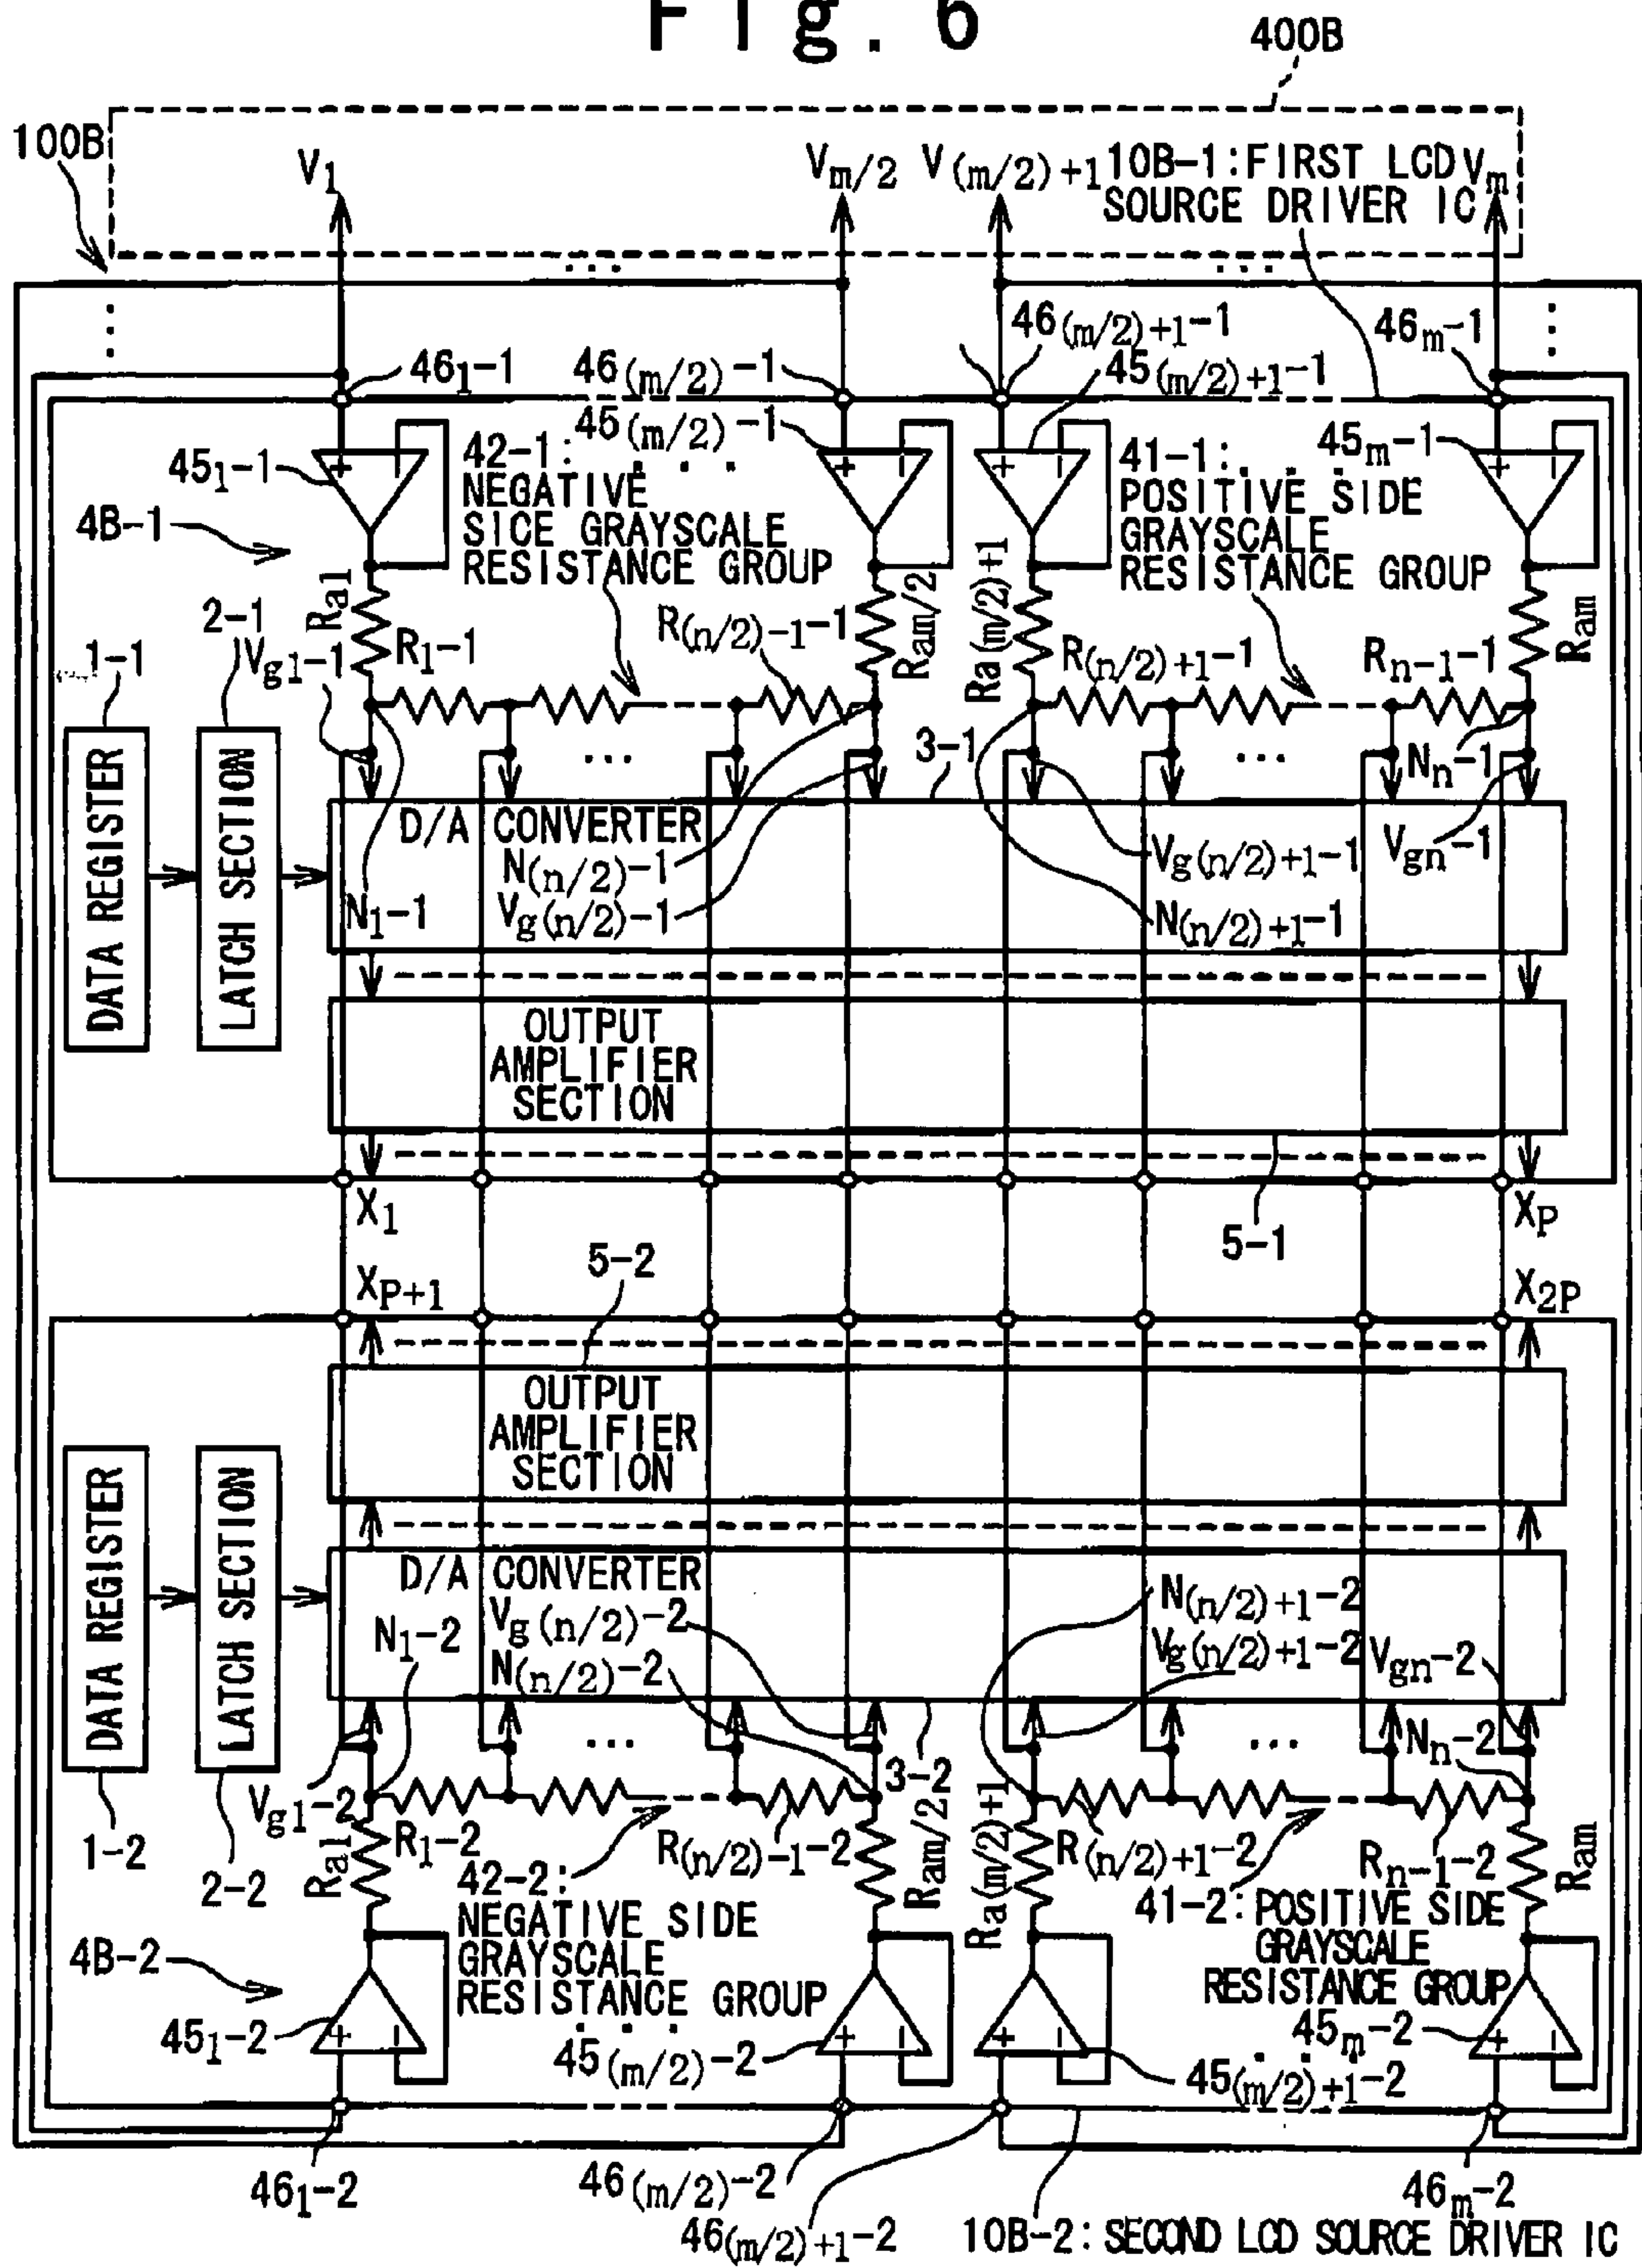 Fig. 6
400B
100B
V1
Vm/2
V(m/2)+1
10B-1:FIRST LCD
SOURCE DRIVER IC
Vm
461-1
46(m/2)-1
46(m/2)+1-1
46m-1
45(m/2)+1-1
45(m/2)-1
45m-1
451-1
42-1:
NEGATIVE
SICE GRAYSCALE
RESISTANCE GROUP
41-1:
POSITIVE SIDE
GRAYSCALE
RESISTANCE GROUP
4B-1
Ra1
Ram/2
Ra(m/2)+1
Ram
2-1
1-1
Vg1-1
R1-1
R(n/2)-1-1
R(n/2)+1-1
Rn-1-1
...
...
3-1
Nn-1
DATA REGISTER
LATCH SECTION
D/A CONVERTER
N(n/2)-1
Vg(n/2)-1
N1-1
Vg(n/2)+1-1
N(n/2)+1-1
Vgn-1
OUTPUT
AMPLIFIER
SECTION
X1
XP
5-1
5-2
XP+1
X2P
OUTPUT
AMPLIFIER
SECTION
DATA REGISTER
LATCH SECTION
D/A CONVERTER
N1-2
Vg(n/2)-2
N(n/2)-2
N(n/2)+1-2
Vg(n/2)+1-2
Vgn-2
...
...
Nn-2
3-2
Vg1-2
1-2
2-2
Ra1
R1-2
R(n/2)-1-2
Ram/2
Ra(m/2)+1
R(n/2)+1-2
Rn-1-2
Ram
42-2:
NEGATIVE SIDE
GRAYSCALE
RESISTANCE GROUP
41-2:POSITIVE SIDE
GRAYSCALE
RESISTANCE GROUP
4B-2
451-2
45(m/2)-2
45(m/2)+1-2
45m-2
461-2
46(m/2)-2
46(m/2)+1-2
46m-2
10B-2:SECOND LCD SOURCE DRIVER IC